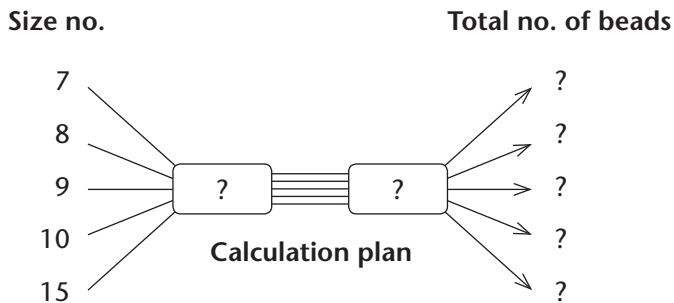 Size no. Total no. of beads
7 ?
8 ?
9 ? ? ?
10 ?
Calculation plan
15 ?